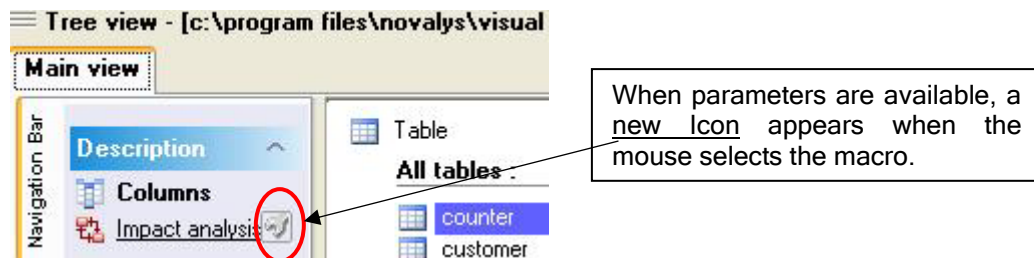 Tree view - [c:\program files\novalys\visual
Main view
Navigation Bar
Description
Columns
Impact analysis
Table
All tables :
counter
customer
When parameters are available, a
new Icon appears when the
mouse selects the macro.